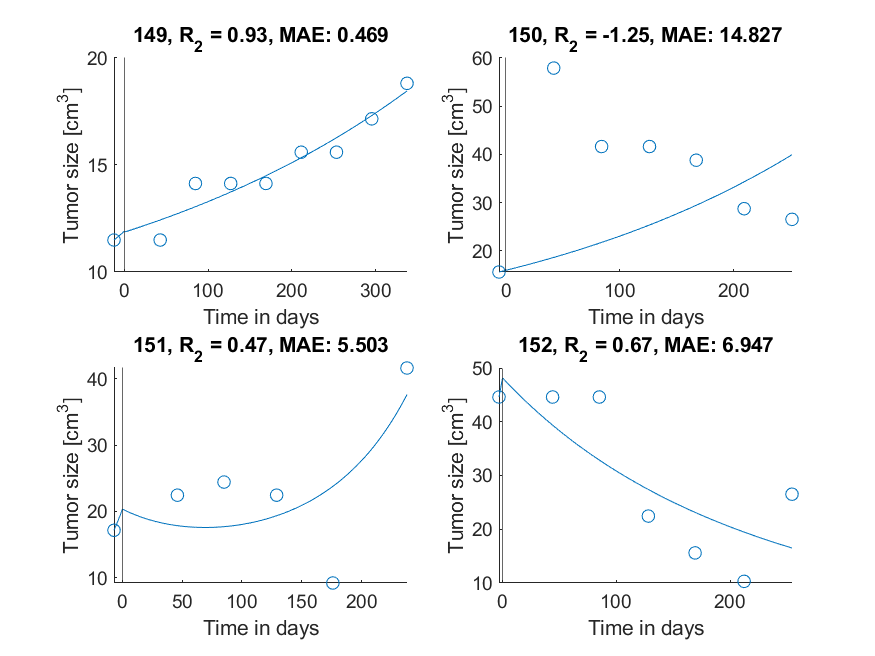 149, R2 = 0.93, MAE: 0.469
Tumor size [cm3]
20
15
10
0 100 200 300
Time in days
150, R2 = -1.25, MAE: 14.827
Tumor size [cm3]
60
50
40
30
20
0 100 200
Time in days
151, R2 = 0.47, MAE: 5.503
Tumor size [cm3]
40
30
20
10
0 50 100 150 200
Time in days
152, R2 = 0.67, MAE: 6.947
Tumor size [cm3]
50
40
30
20
10
0 100 200
Time in days